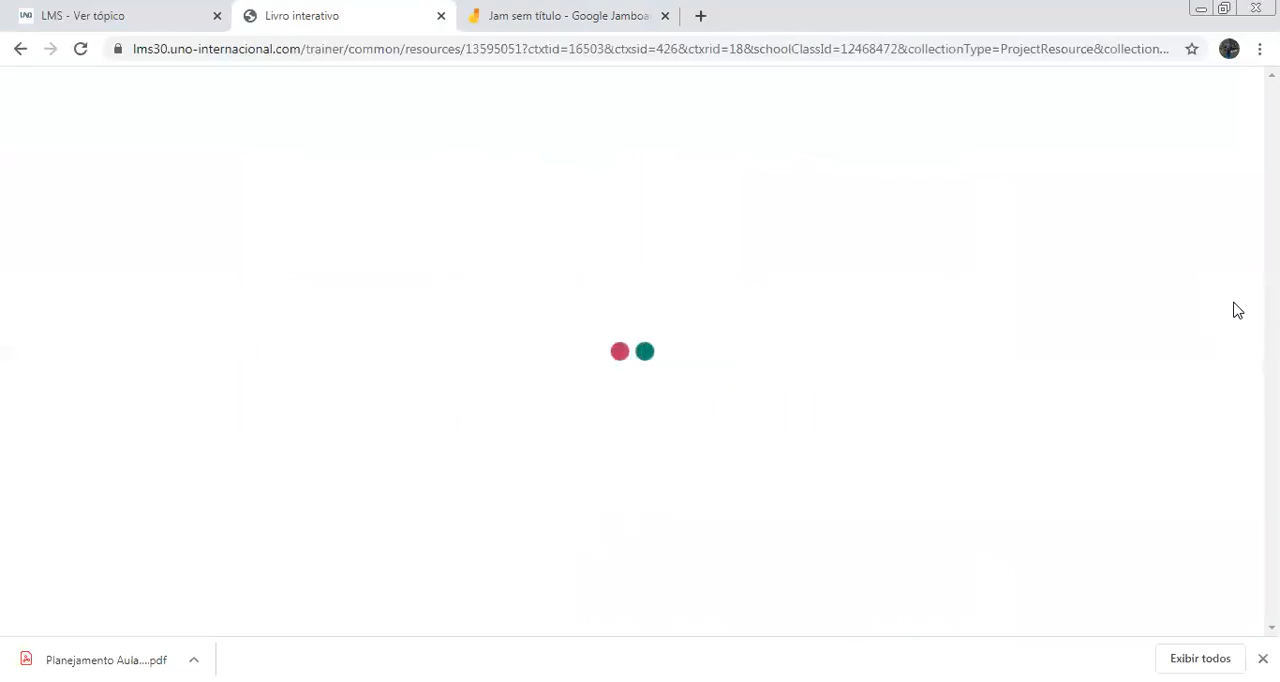 UNO LMS - Ver tópico
Livro interativo
Jam sem título - Google Jamboa
lms30.uno-internacional.com/trainer/common/resources/13595051?ctxtid=16503&ctxsid=426&ctxrid=18&schoolClassId=12468472&collectionType=ProjectResource&collection...
Planejamento Aula....pdf
Exibir todos